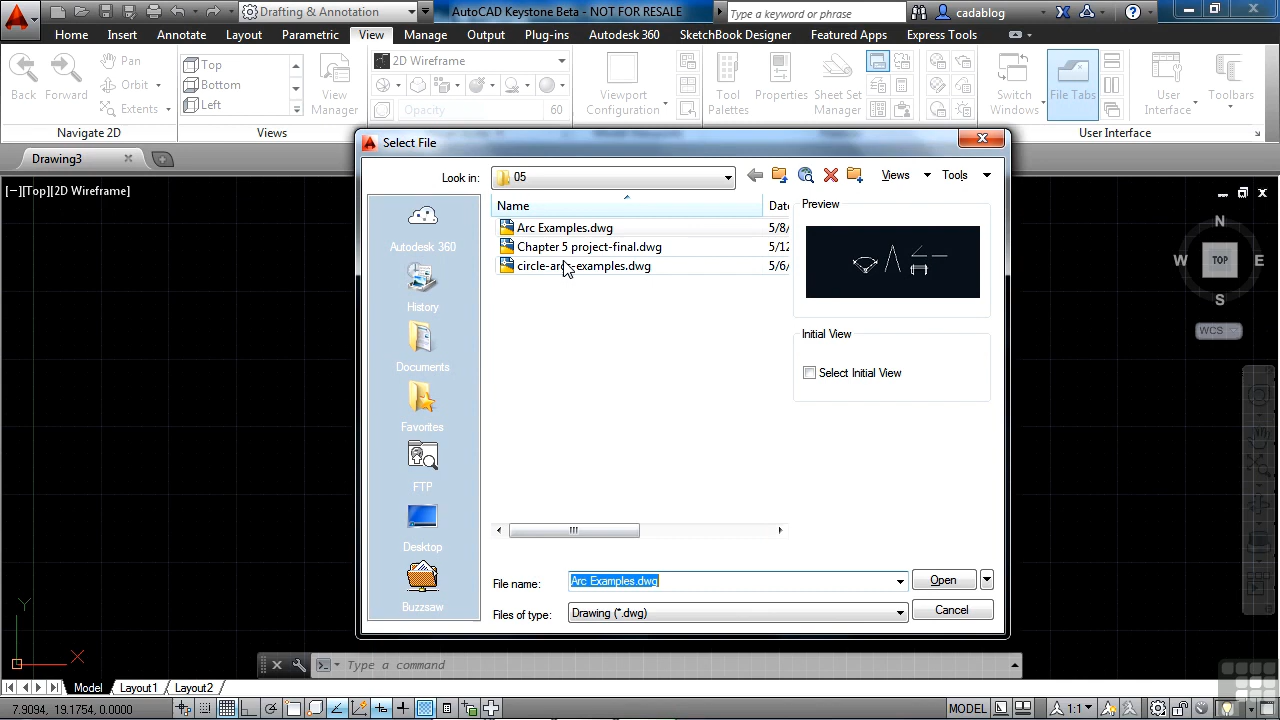 Drafting & Annotation
AutoCAD Keystone Beta - NOT FOR RESALE
Type a keyword or phrase
cadablog
Home Insert Annotate Layout Parametric View Manage Output Plug-ins Autodesk 360 SketchBook Designer Featured Apps Express Tools
Back
Forward
Pan
Orbit
Extents
Navigate 2D
Top
Bottom
Left
View
Manager
Views
2D Wireframe
Opacity 60
Viewport
Configuration
Tool
Palettes
Properties
Sheet Set
Manager
Switch
Windows
File Tabs
User
Interface
Toolbars
User Interface
Drawing3
[−][Top][2D Wireframe]
Select File
Look in: 05
Views
Tools
Name Date
Arc Examples.dwg 5/8/
Chapter 5 project-final.dwg 5/12
circle-arc-examples.dwg 5/6/
Autodesk 360
History
Documents
Favorites
FTP
Desktop
Buzzsaw
Preview
Initial View
Select Initial View
File name: Arc Examples.dwg
Open
Files of type: Drawing (*.dwg)
Cancel
N
W TOP E
S
WCS
Y
X
Type a command
Model Layout1 Layout2
7.9094, 19.1754, 0.0000
MODEL
1:1